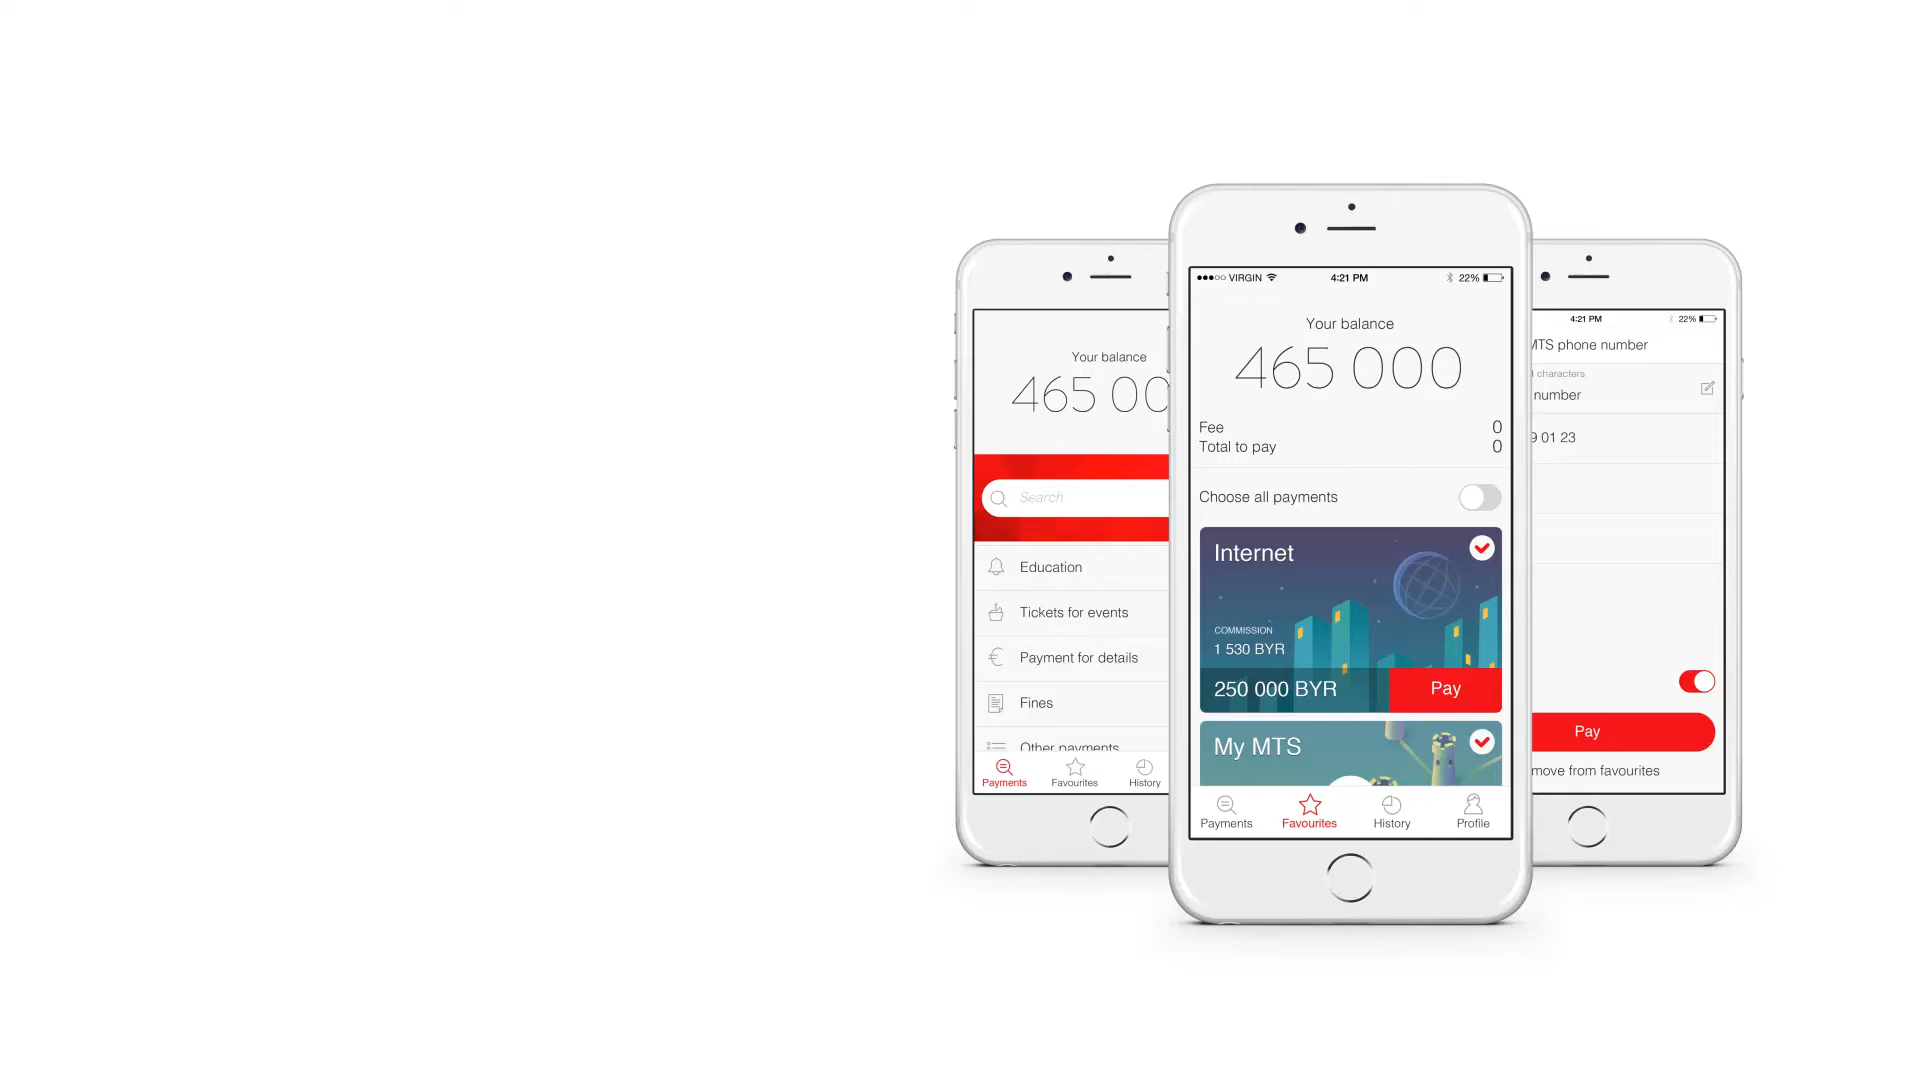 Your balance
465 00
Search
Education
Tickets for events
Payment for details
Fines
Other payments
Payments Favourites History
VIRGIN 4:21 PM 22%
Your balance
465 000
Fee 0
Total to pay 0
Choose all payments
Internet
COMMISSION
1 530 BYR
250 000 BYR Pay
My MTS
Payments Favourites History Profile
4:21 PM 22%
MTS phone number
characters
number
9 01 23
Pay
move from favourites